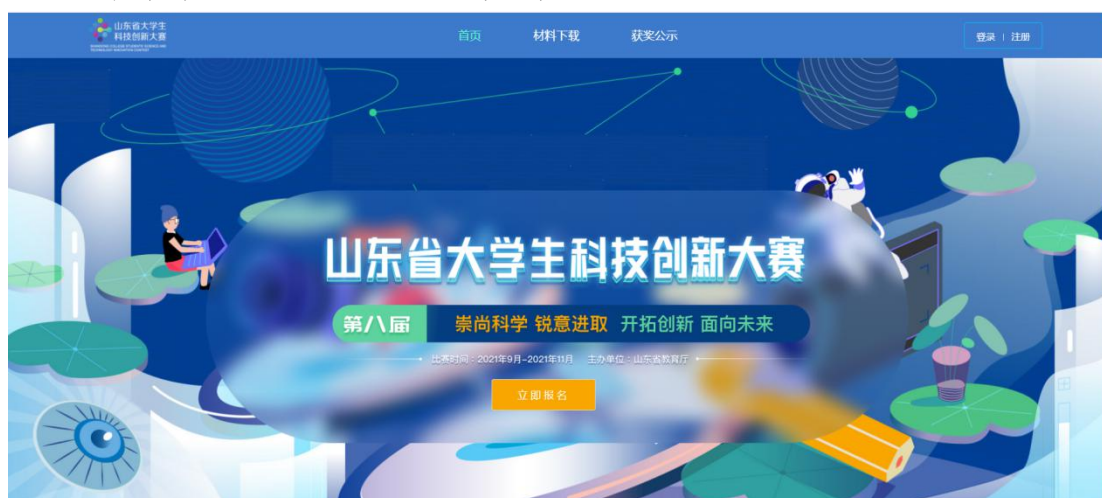 山东省大学生
科技创新大赛
首页 材料下载 获奖公示
登录 | 注册
山东省大学生科技创新大赛
第八届 崇尚科学 锐意进取 开拓创新 面向未来
比赛时间：2021年9月-2021年11月 主办单位：山东省教育厅
立即报名